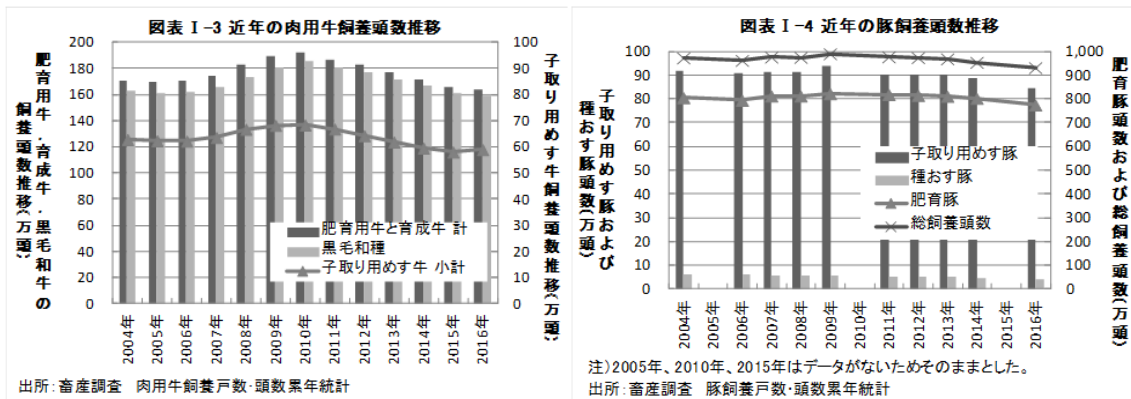 図表 I-3 近年の肉用牛飼養頭数推移
肥育用牛・育成牛・黒毛和牛の
飼養頭数推移(万頭)
200
180
160
140
120
100
80
60
40
20
0
100
90
80
70
60
50
40
30
20
10
0
子取り用めす牛飼養頭数推移(万頭)
肥育用牛と育成牛 計
黒毛和種
子取り用めす牛 小計
2004年
2005年
2006年
2007年
2008年
2009年
2010年
2011年
2012年
2013年
2014年
2015年
2016年
出所:畜産調査 肉用牛飼養戸数・頭数累年統計
図表 I-4 近年の豚飼養頭数推移
子取り用めす豚および
種おす豚頭数(万頭)
100
90
80
70
60
50
40
30
20
10
0
1,000
900
800
700
600
500
400
300
200
100
0
肥育豚頭数および総飼養頭数(万頭)
子取り用めす豚
種おす豚
肥育豚
総飼養頭数
2004年
2005年
2006年
2007年
2008年
2009年
2010年
2011年
2012年
2013年
2014年
2015年
2016年
注)2005年、2010年、2015年はデータがないためそのままとした。
出所:畜産調査 豚飼養戸数・頭数累年統計